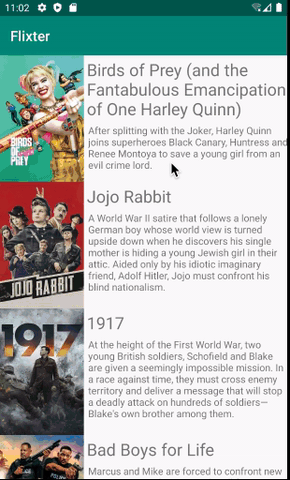 11:02
Flixter
Birds of Prey (and the
Fantabulous Emancipation
of One Harley Quinn)
After splitting with the Joker, Harley Quinn
joins superheroes Black Canary, Huntress and
Renee Montoya to save a young girl from an
evil crime lord.
BIRDS
OF PREY
Jojo Rabbit
A World War II satire that follows a lonely
German boy whose world view is turned
upside down when he discovers his single
mother is hiding a young Jewish girl in their
attic. Aided only by his idiotic imaginary
friend, Adolf Hitler, Jojo must confront his
blind nationalism.
JOJO RABBIT
1917
At the height of the First World War, two
young British soldiers, Schofield and Blake
are given a seemingly impossible mission. In
a race against time, they must cross enemy
territory and deliver a message that will stop
a deadly attack on hundreds of soldiers—
Blake's own brother among them.
1917
Bad Boys for Life
Marcus and Mike are forced to confront new